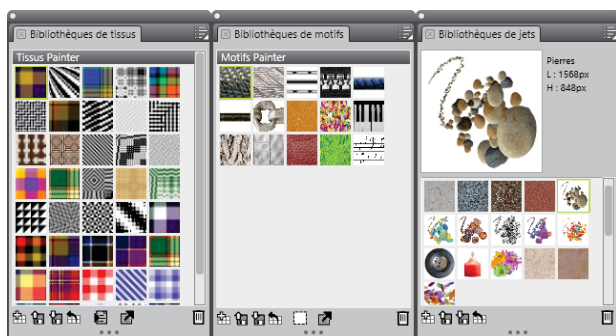 Bibliothèques de tissus
Tissus Painter
Bibliothèques de motifs
Motifs Painter
Bibliothèques de jets
Pierres
L : 1568px
H : 848px